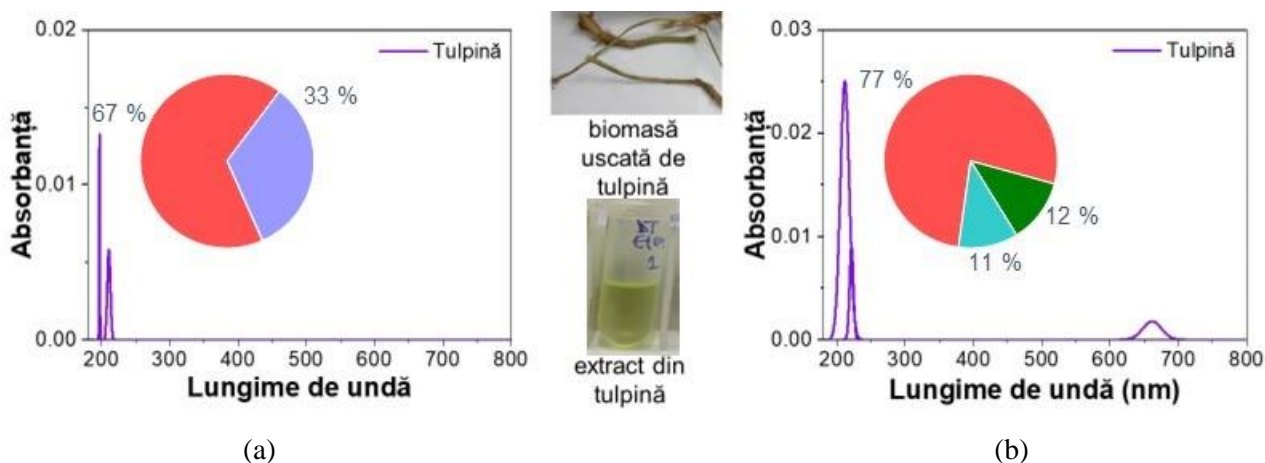 0.02
0.01
0.00
Absorbanță
Tulpină
67 %
33 %
200 300 400 500 600 700 800
Lungime de undă
(a)
biomasă
uscată de
tulpină
1
extract din
tulpină
0.03
0.02
0.01
0.00
Absorbanță
Tulpină
77 %
12 %
11 %
200 300 400 500 600 700 800
Lungime de undă (nm)
(b)